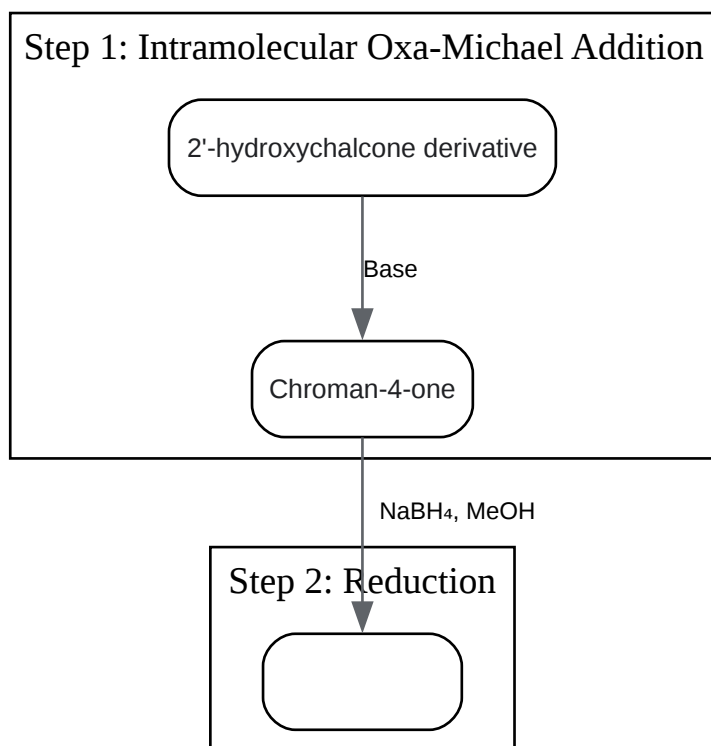 Step 1: Intramolecular Oxa-Michael Addition
2'-hydroxychalcone derivative
Base
Chroman-4-one
NaBH₄, MeOH
Step 2: Reduction